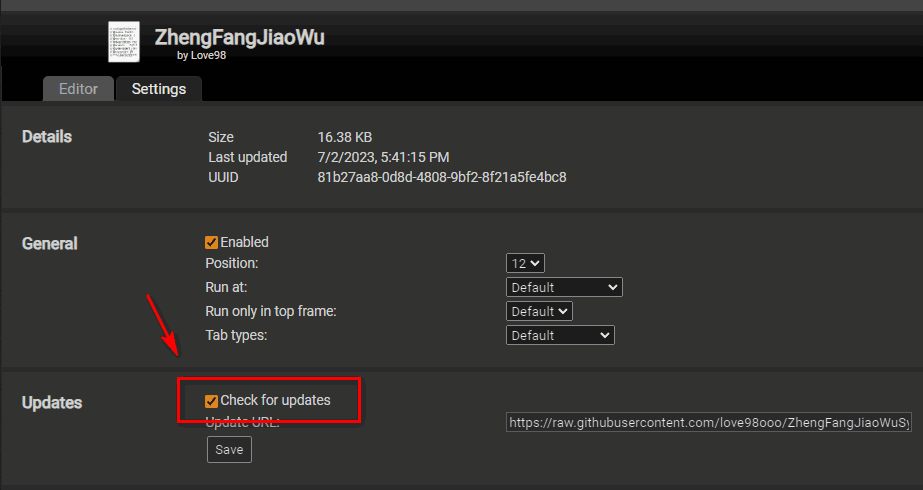 ZhengFangJiaoWu
by Love98
Editor Settings
Details
Size 16.38 KB
Last updated 7/2/2023, 5:41:15 PM
UUID 81b27aa8-0d8d-4808-9bf2-8f21a5fe4bc8
General
Enabled
Position: 12
Run at: Default
Run only in top frame: Default
Tab types: Default
Updates
Check for updates
Update URL: https://raw.githubusercontent.com/love98ooo/ZhengFangJiaoWuSy
Save